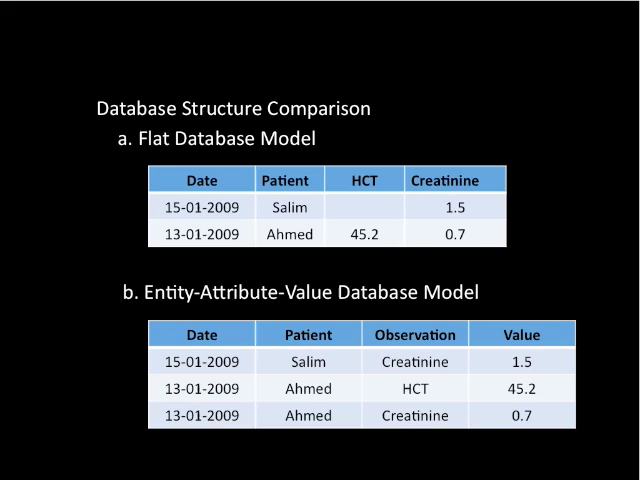 Database Structure Comparison
a. Flat Database Model
Date Patient HCT Creatinine
15-01-2009 Salim 1.5
13-01-2009 Ahmed 45.2 0.7
b. Entity-Attribute-Value Database Model
Date Patient Observation Value
15-01-2009 Salim Creatinine 1.5
13-01-2009 Ahmed HCT 45.2
13-01-2009 Ahmed Creatinine 0.7